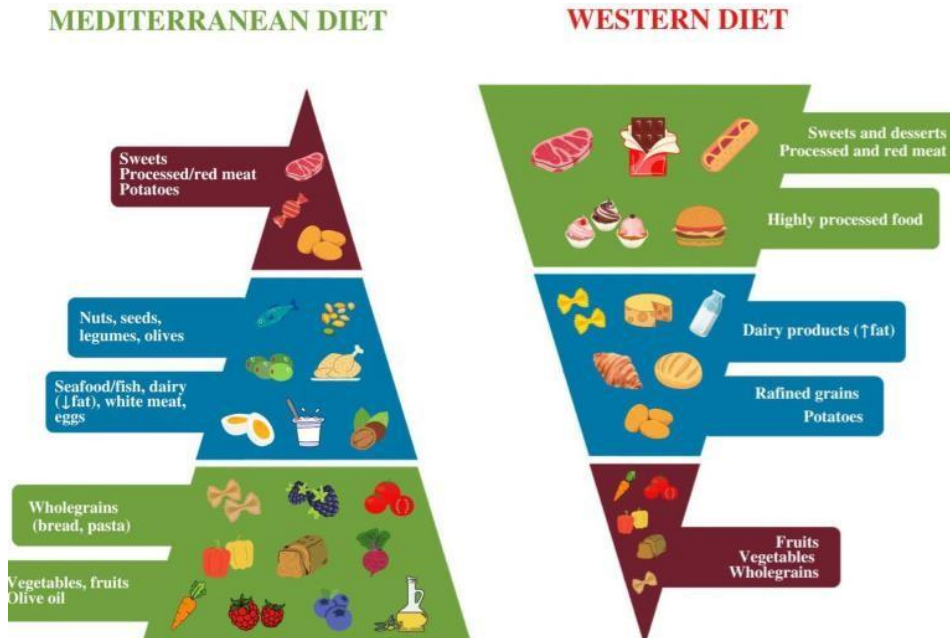 MEDITERRANEAN DIET
Sweets
Processed/red meat
Potatoes
Nuts, seeds,
legumes, olives
Seafood/fish, dairy
(↓fat), white meat,
eggs
Wholegrains
(bread, pasta)
Vegetables, fruits
Olive oil
WESTERN DIET
Sweets and desserts
Processed and red meat
Highly processed food
Dairy products (↑fat)
Rafined grains
Potatoes
Fruits
Vegetables
Wholegrains